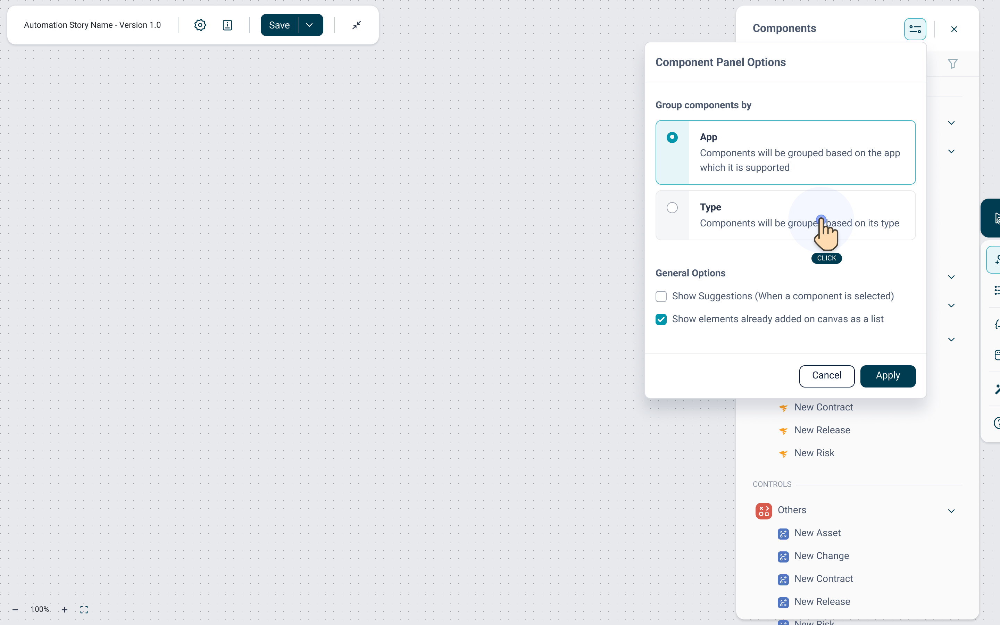 Automation Story Name - Version 1.0
Save
Components
Component Panel Options
Group components by
App
Components will be grouped based on the app
which it is supported
Type
Components will be grouped based on its type
CLICK
General Options
Show Suggestions (When a component is selected)
Show elements already added on canvas as a list
Cancel
Apply
New Contract
New Release
New Risk
CONTROLS
Others
New Asset
New Change
New Contract
New Release
New Risk
100%